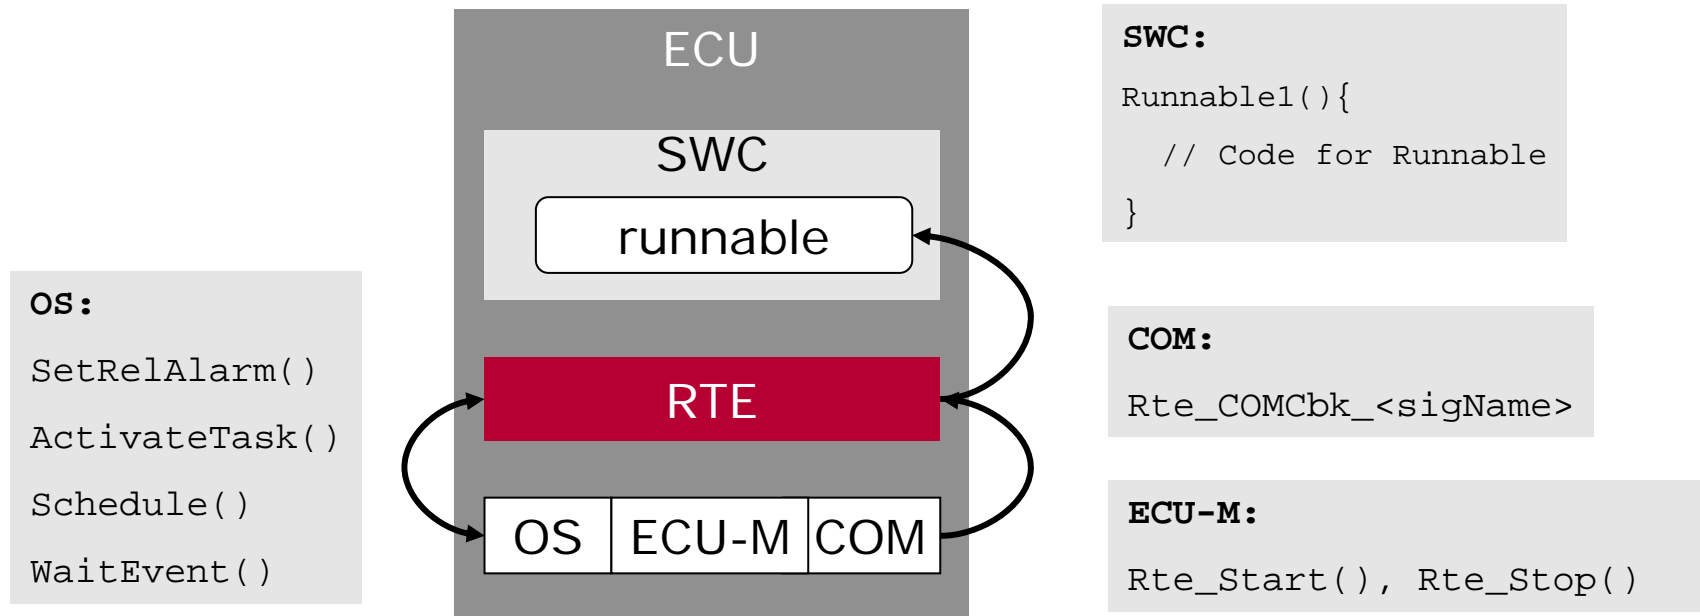 ECU
SWC
runnable
RTE
OS
ECU-M
COM
OS:
SetRelAlarm()
ActivateTask()
Schedule()
WaitEvent()
SWC:
Runnable1(){
// Code for Runnable
}
COM:
Rte_COMCbk_<sigName>
ECU-M:
Rte_Start(), Rte_Stop()